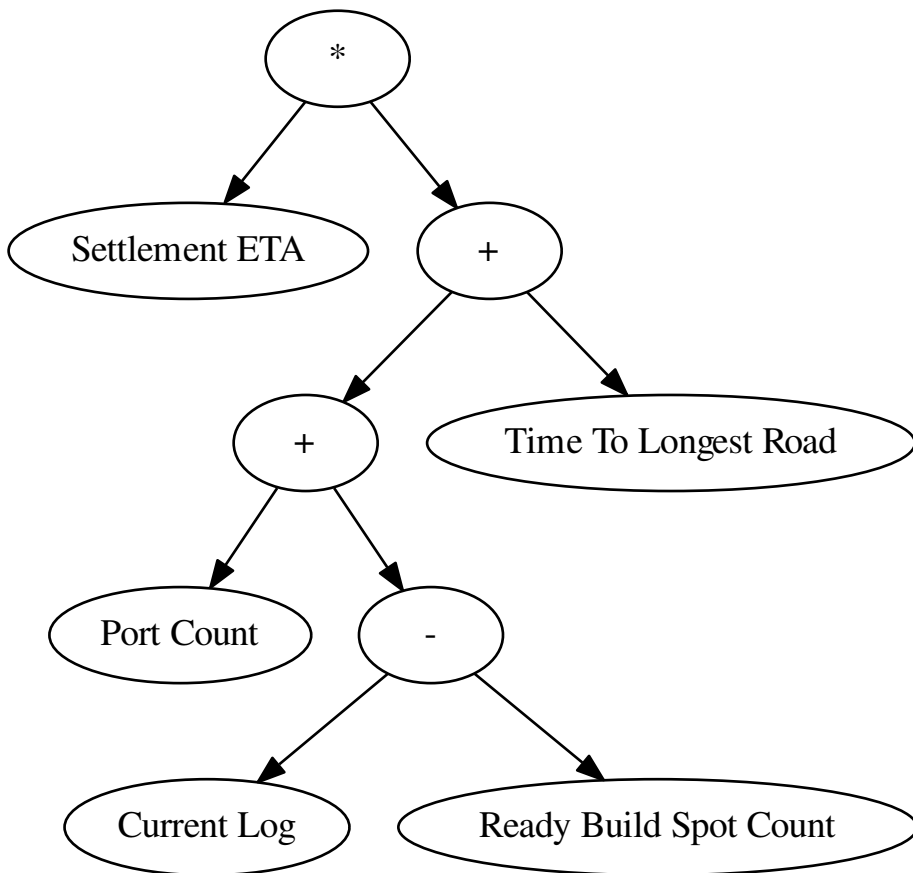 *
Settlement ETA
+
+
Time To Longest Road
Port Count
-
Current Log
Ready Build Spot Count